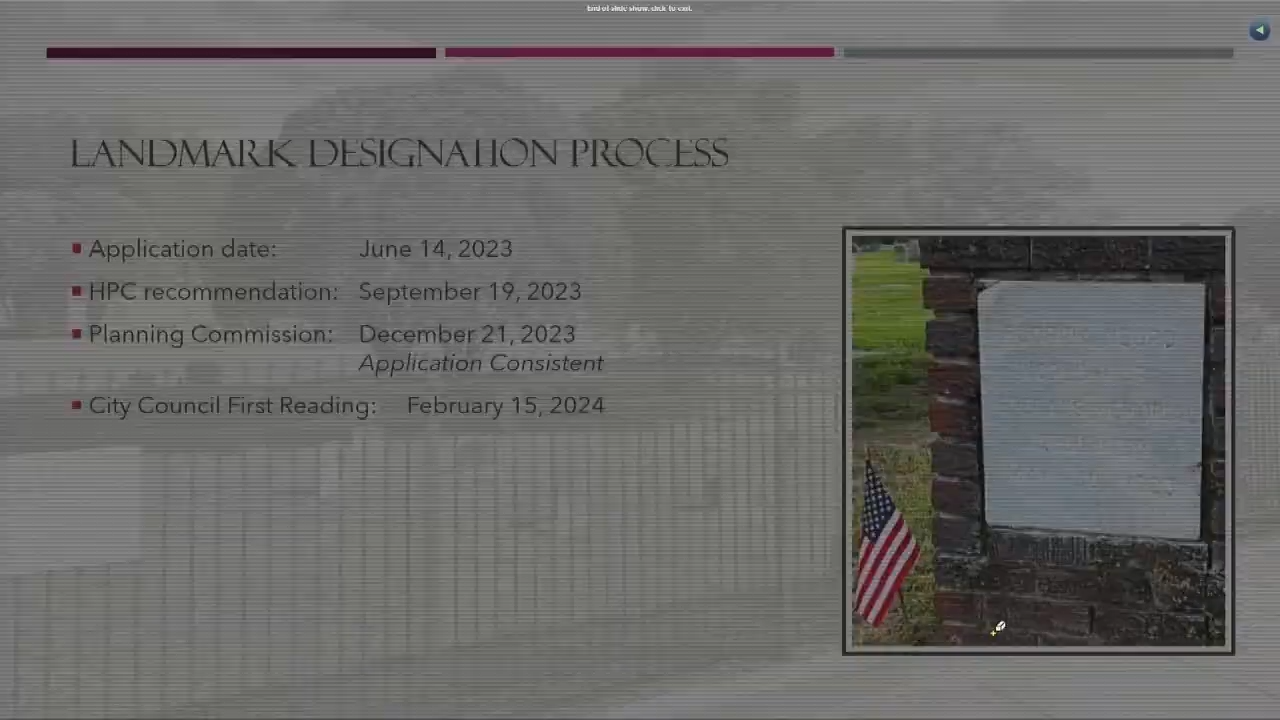 End of slide show, click to exit.
LANDMARK DESIGNATION PROCESS
Application date: June 14, 2023
HPC recommendation: September 19, 2023
Planning Commission: December 21, 2023
Application Consistent
City Council First Reading: February 15, 2024